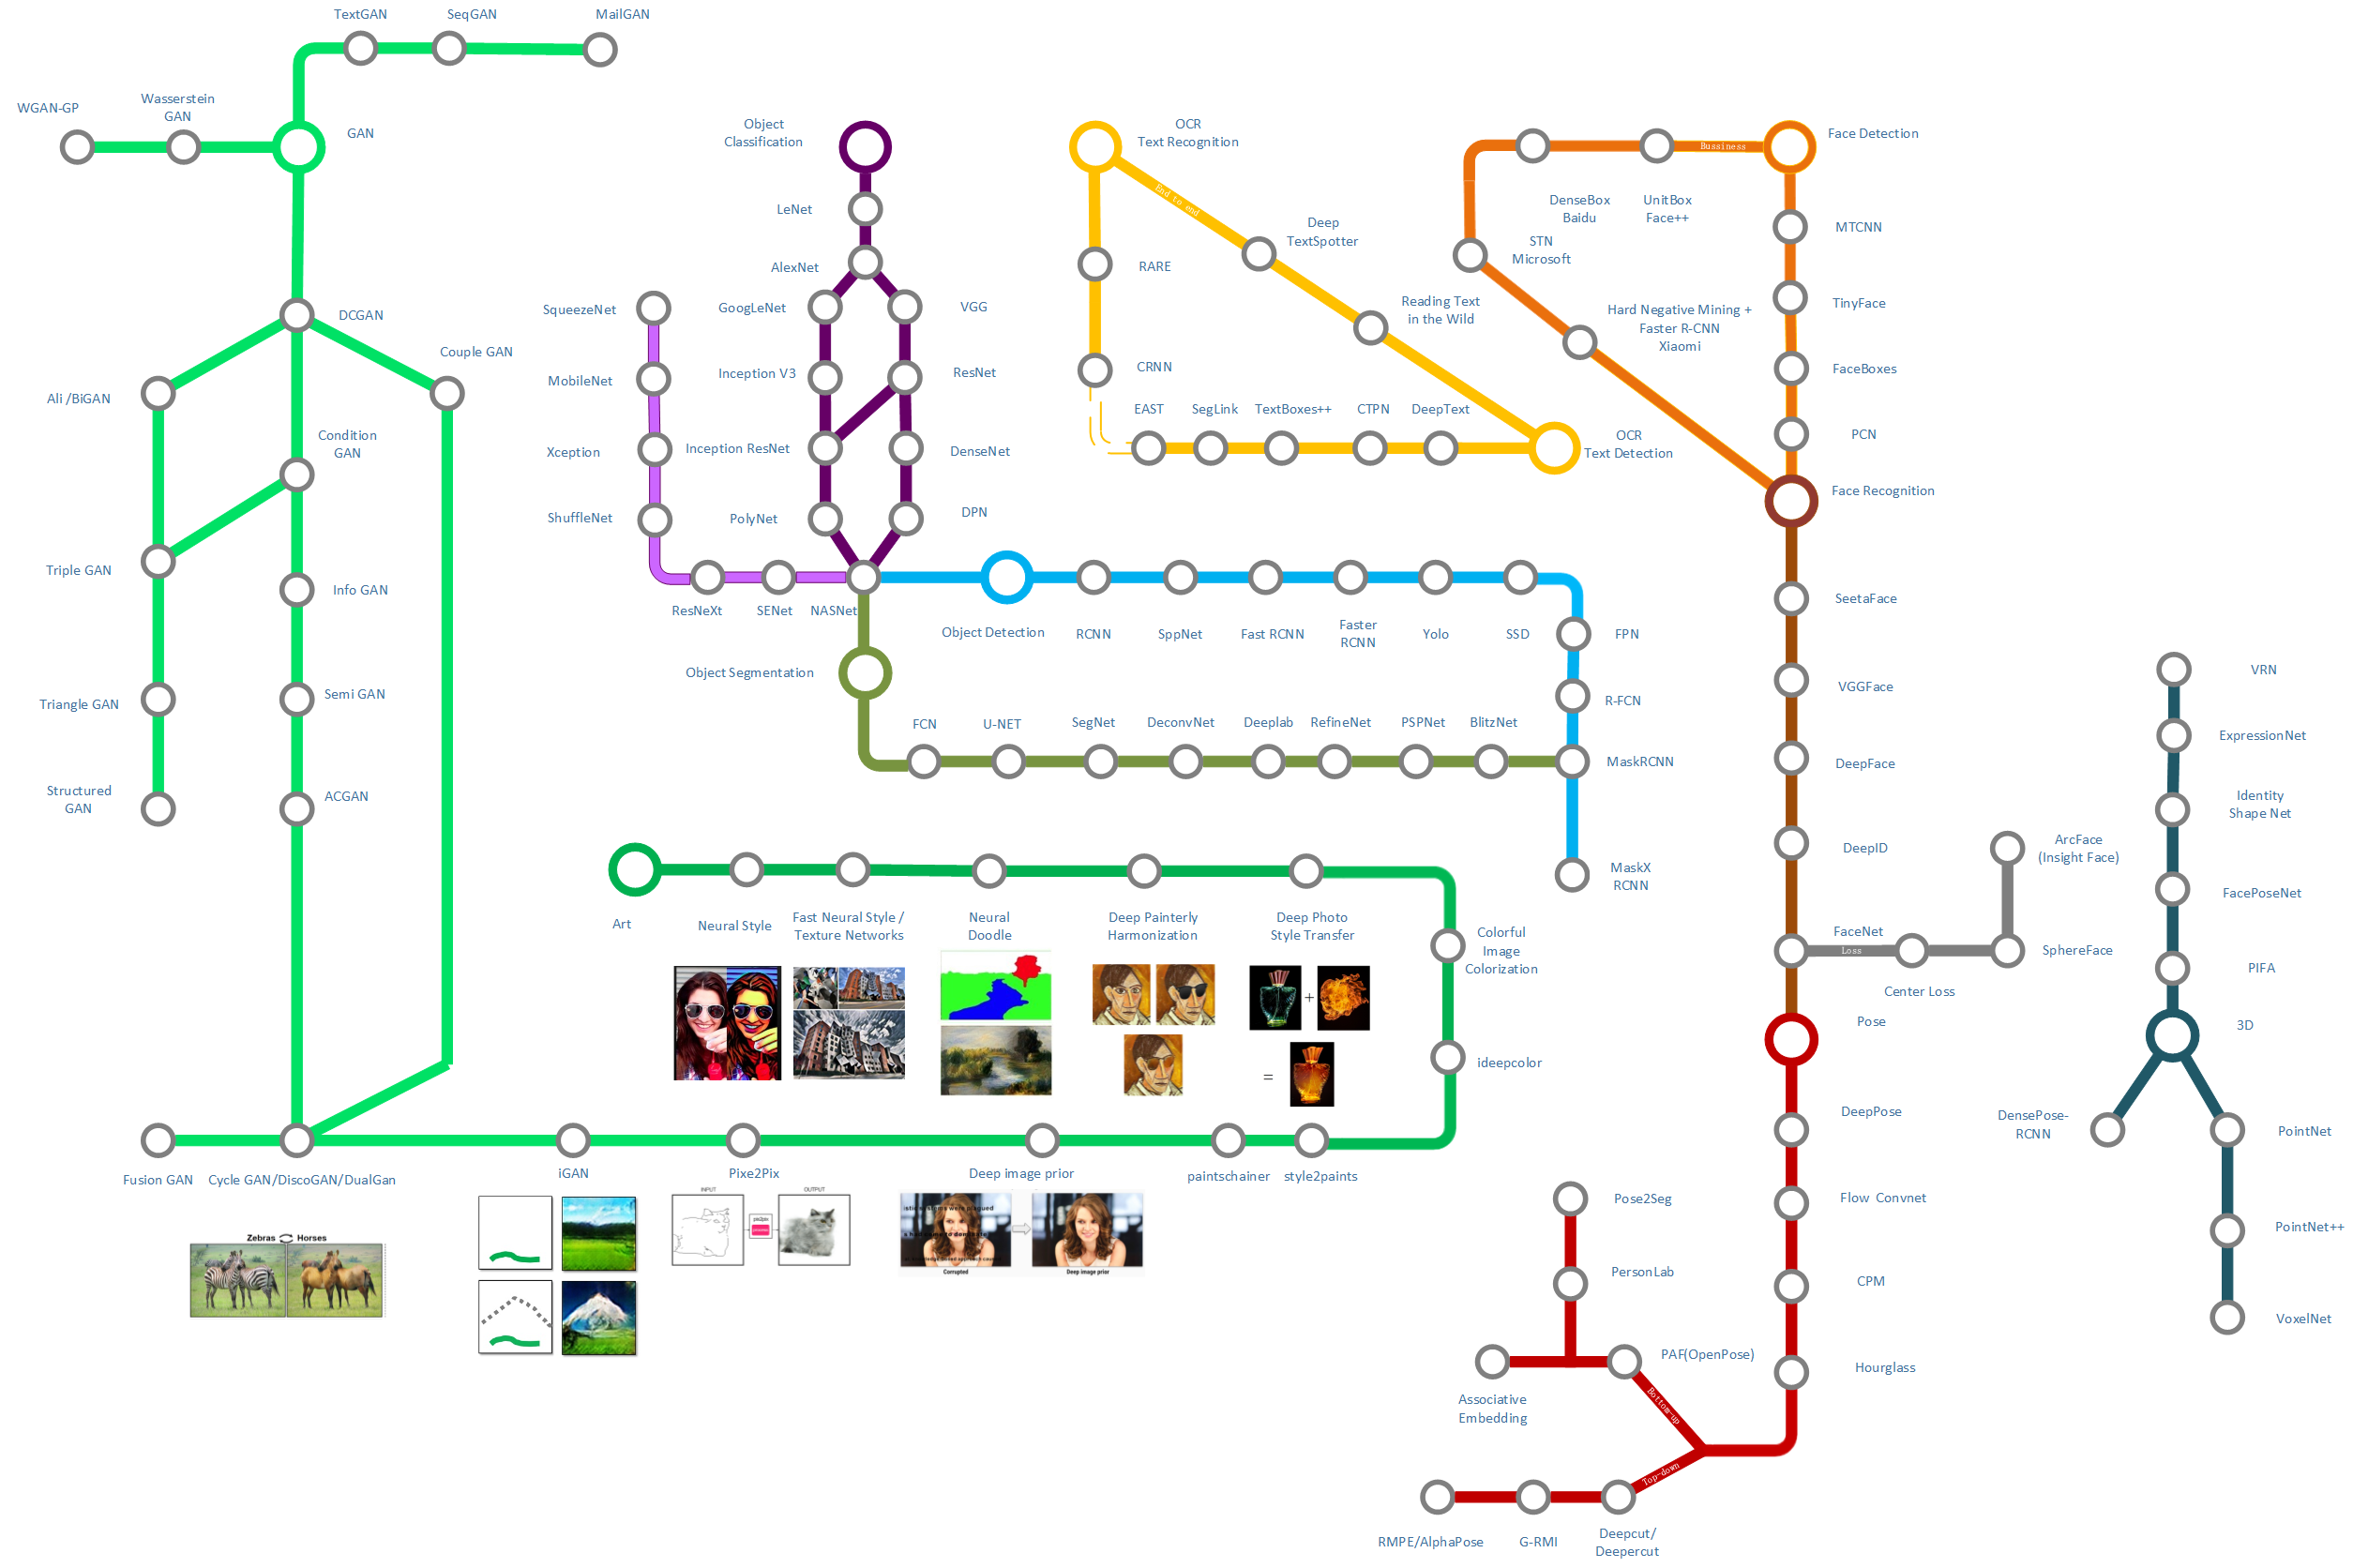 TextGAN
SeqGAN
MailGAN
WGAN-GP
Wasserstein
GAN
GAN
DCGAN
Couple GAN
Ali /BiGAN
Condition
GAN
Triple GAN
Info GAN
Triangle GAN
Semi GAN
Structured
GAN
ACGAN
Fusion GAN
Cycle GAN/DiscoGAN/DualGan
Zebras
Horses
iGAN
Pixe2Pix
INPUT
OUTPUT
pix2pix
Deep image prior
Corrupted
Deep image prior
paintschainer
style2paints
Object
Classification
LeNet
AlexNet
SqueezeNet
GoogLeNet
VGG
MobileNet
Inception V3
ResNet
Xception
Inception ResNet
DenseNet
ShuffleNet
PolyNet
DPN
ResNeXt
SENet
NASNet
Object Detection
RCNN
SppNet
Fast RCNN
Faster
RCNN
Yolo
SSD
FPN
R-FCN
MaskRCNN
MaskX
RCNN
Object Segmentation
FCN
U-NET
SegNet
DeconvNet
Deeplab
RefineNet
PSPNet
BlitzNet
Art
Neural Style
Fast Neural Style /
Texture Networks
Neural
Doodle
Deep Painterly
Harmonization
Deep Photo
Style Transfer
+
=
Colorful
Image
Colorization
ideepcolor
OCR
Text Recognition
End to end
RARE
Deep
TextSpotter
Reading Text
in the Wild
CRNN
EAST
SegLink
TextBoxes++
CTPN
DeepText
OCR
Text Detection
Face Detection
Bussiness
DenseBox
Baidu
UnitBox
Face++
STN
Microsoft
Hard Negative Mining +
Faster R-CNN
Xiaomi
MTCNN
TinyFace
FaceBoxes
PCN
Face Recognition
SeetaFace
VGGFace
DeepFace
DeepID
FaceNet
Loss
Center Loss
SphereFace
ArcFace
(Insight Face)
Pose
DeepPose
Flow Convnet
CPM
Hourglass
Pose2Seg
PersonLab
PAF(OpenPose)
Associative
Embedding
Bottom-up
Top-down
RMPE/AlphaPose
G-RMI
Deepcut/
Deepercut
VRN
ExpressionNet
Identity
Shape Net
FacePoseNet
PIFA
3D
DensePose-
RCNN
PointNet
PointNet++
VoxelNet